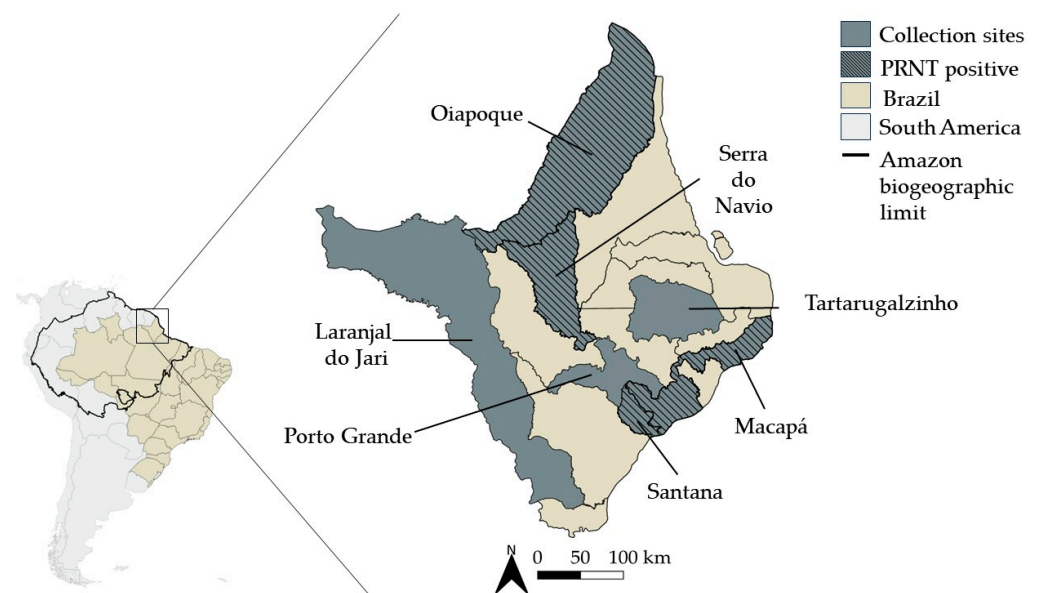 Collection sites
PRNT positive
Brazil
South America
Amazon
biogeographic
limit
Oiapoque
Serra
do
Navio
Tartarugalzinho
Laranjal
do Jari
Porto Grande
Macapá
Santana
N
0 50 100 km